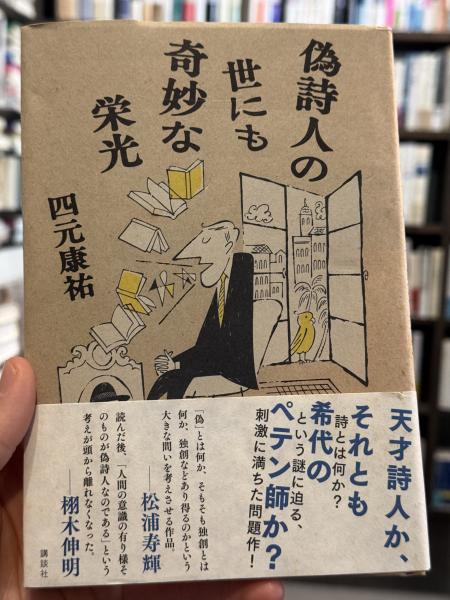 偽詩人の
世にも
奇妙な
栄光
四元康祐
天才詩人か、
それとも
希代の
ペテン師か?
詩とは何か?
という謎に迫る、
刺激に満ちた問題作!
「偽」とは何か、そもそも独創とは
何か、独創などあり得るのかという
大きな問いを考えさせる作品。
──松浦寿輝
読んだ後、「人間の意識の有り様そ
のものが偽詩人なのである」という
考えが頭から離れなくなった。
──栩木伸明
講談社